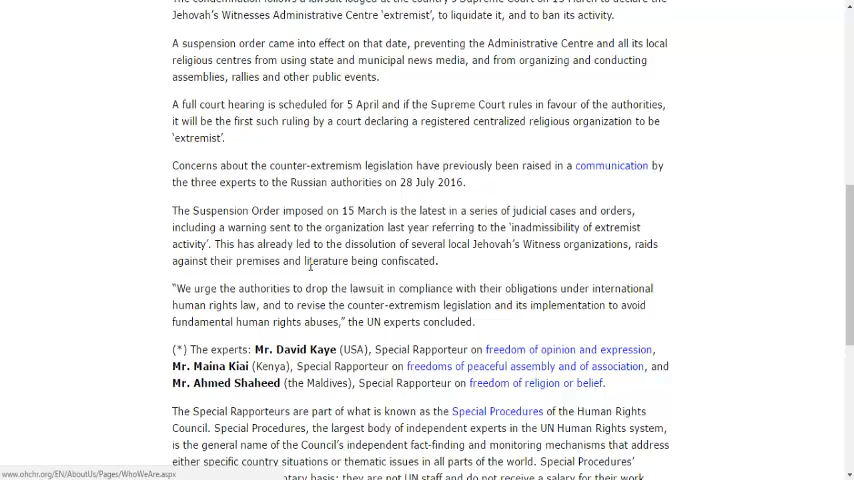 Jehovah's Witnesses Administrative Centre 'extremist', to liquidate it, and to ban its activity.
A suspension order came into effect on that date, preventing the Administrative Centre and all its local
religious centres from using state and municipal news media, and from organizing and conducting
assemblies, rallies and other public events.
A full court hearing is scheduled for 5 April and if the Supreme Court rules in favour of the authorities,
it will be the first such ruling by a court declaring a registered centralized religious organization to be
'extremist'.
Concerns about the counter-extremism legislation have previously been raised in a communication by
the three experts to the Russian authorities on 28 July 2016.
The Suspension Order imposed on 15 March is the latest in a series of judicial cases and orders,
including a warning sent to the organization last year referring to the 'inadmissibility of extremist
activity'. This has already led to the dissolution of several local Jehovah's Witness organizations, raids
against their premises and literature being confiscated.
"We urge the authorities to drop the lawsuit in compliance with their obligations under international
human rights law, and to revise the counter-extremism legislation and its implementation to avoid
fundamental human rights abuses," the UN experts concluded.
(*) The experts: Mr. David Kaye (USA), Special Rapporteur on freedom of opinion and expression,
Mr. Maina Kiai (Kenya), Special Rapporteur on freedoms of peaceful assembly and of association, and
Mr. Ahmed Shaheed (the Maldives), Special Rapporteur on freedom of religion or belief.
The Special Rapporteurs are part of what is known as the Special Procedures of the Human Rights
Council. Special Procedures, the largest body of independent experts in the UN Human Rights system,
is the general name of the Council's independent fact-finding and monitoring mechanisms that address
either specific country situations or thematic issues in all parts of the world. Special Procedures'
www.ohchr.org/EN/AboutUs/Pages/WhoWeAre.aspx
basis; they are not UN staff and do not receive a salary for their work.